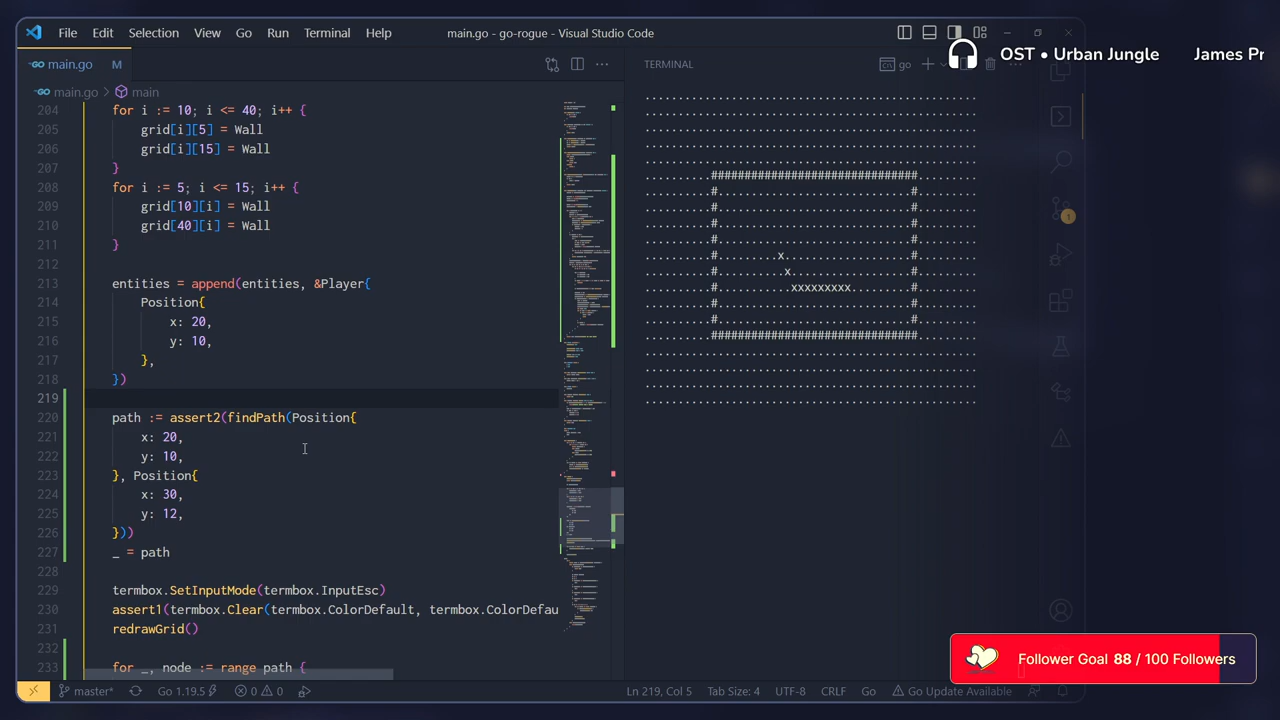 File Edit Selection View Go Run Terminal Help
main.go - go-rogue - Visual Studio Code
OST • Urban Jungle James Pr
main.go M
main.go > main
204 for i := 10; i <= 40; i++ {
205 grid[i][5] = Wall
206 grid[i][15] = Wall
207 }
208 for i := 5; i <= 15; i++ {
209 grid[10][i] = Wall
210 grid[40][i] = Wall
211 }
212
213 entities = append(entities, &Player{
214 Position{
215 x: 20,
216 y: 10,
217 },
218 })
219
220 path := assert2(findPath(Position{
221 x: 20,
222 y: 10,
223 }, Position{
224 x: 30,
225 y: 12,
226 }))
227 _ = path
228
229 termbox.SetInputMode(termbox.InputEsc)
230 assert1(termbox.Clear(termbox.ColorDefault, termbox.ColorDefau
231 redrawGrid()
232
233 for _, node := range path {
TERMINAL
go
x
x
xxxxxxxxx
1
Follower Goal 88 / 100 Followers
master* Go 1.19.5 0 0
Ln 219, Col 5 Tab Size: 4 UTF-8 CRLF Go Go Update Available